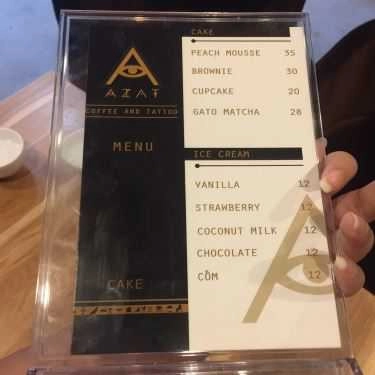 AZAT
COFFEE AND TATTOO
MENU
CAKE
CAKE
PEACH MOUSSE 35
BROWNIE 30
CUPCAKE 20
GATO MATCHA 28
ICE CREAM
VANILLA 12
STRAWBERRY 12
COCONUT MILK 12
CHOCOLATE 12
CỐM 12